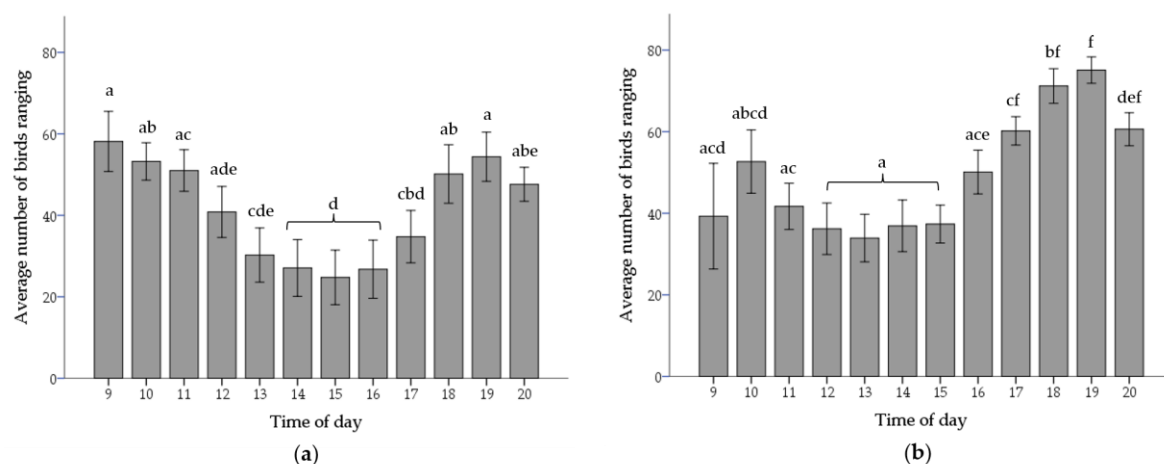 Average number of birds ranging
80
60
40
20
0
a
ab
ac
ade
cde
d
cbd
ab
a
abe
9 10 11 12 13 14 15 16 17 18 19 20
Time of day
(a)
Average number of birds ranging
80
60
40
20
0
acd
abcd
ac
a
ace
cf
bf
f
def
9 10 11 12 13 14 15 16 17 18 19 20
Time of day
(b)